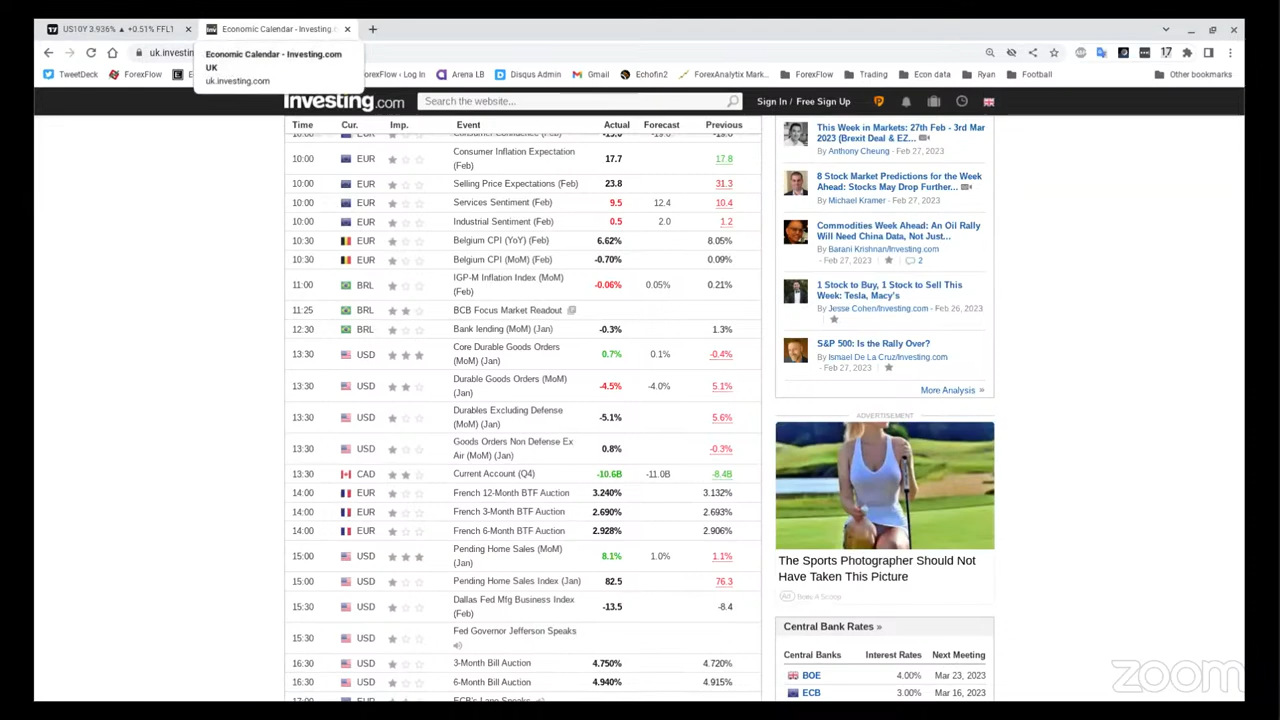 US10Y 3.936% ▲ +0.51% FFL1
Economic Calendar - Investing.c
uk.investin
Economic Calendar - Investing.com
UK
uk.investing.com
TweetDeck
ForexFlow
orexFlow ‹ Log In
Arena LB
Disqus Admin
Gmail
Echofin2
ForexAnalytix Mark...
ForexFlow
Trading
Econ data
Ryan
Football
Other bookmarks
Investing.com
Search the website...
Sign In / Free Sign Up
Time Cur. Imp. Event Actual Forecast Previous
10:00 EUR Consumer Inflation Expectation 17.7 17.8
(Feb)
10:00 EUR Selling Price Expectations (Feb) 23.8 31.3
10:00 EUR Services Sentiment (Feb) 9.5 12.4 10.4
10:00 EUR Industrial Sentiment (Feb) 0.5 2.0 1.2
10:30 EUR Belgium CPI (YoY) (Feb) 6.62% 8.05%
10:30 EUR Belgium CPI (MoM) (Feb) -0.70% 0.09%
11:00 BRL IGP-M Inflation Index (MoM) -0.06% 0.05% 0.21%
(Feb)
11:25 BRL BCB Focus Market Readout
12:30 BRL Bank lending (MoM) (Jan) -0.3% 1.3%
13:30 USD Core Durable Goods Orders 0.7% 0.1% -0.4%
(MoM) (Jan)
13:30 USD Durable Goods Orders (MoM) -4.5% -4.0% 5.1%
(Jan)
13:30 USD Durables Excluding Defense -5.1% 5.6%
(MoM) (Jan)
13:30 USD Goods Orders Non Defense Ex 0.8% -0.3%
Air (MoM) (Jan)
13:30 CAD Current Account (Q4) -10.6B -11.0B -8.4B
14:00 EUR French 12-Month BTF Auction 3.240% 3.132%
14:00 EUR French 3-Month BTF Auction 2.690% 2.693%
14:00 EUR French 6-Month BTF Auction 2.928% 2.906%
15:00 USD Pending Home Sales (MoM) 8.1% 1.0% 1.1%
(Jan)
15:00 USD Pending Home Sales Index (Jan) 82.5 76.3
15:30 USD Dallas Fed Mfg Business Index -13.5 -8.4
(Feb)
15:30 USD Fed Governor Jefferson Speaks
16:30 USD 3-Month Bill Auction 4.750% 4.720%
16:30 USD 6-Month Bill Auction 4.940% 4.915%
This Week in Markets: 27th Feb - 3rd Mar
2023 (Brexit Deal & EZ...
By Anthony Cheung - Feb 27, 2023
8 Stock Market Predictions for the Week
Ahead: Stocks May Drop Further...
By Michael Kramer - Feb 27, 2023
Commodities Week Ahead: An Oil Rally
Will Need China Data, Not Just...
By Barani Krishnan/Investing.com
- Feb 27, 2023 2
1 Stock to Buy, 1 Stock to Sell This
Week: Tesla, Macy's
By Jesse Cohen/Investing.com - Feb 26, 2023
S&P 500: Is the Rally Over?
By Ismael De La Cruz/Investing.com
- Feb 27, 2023
More Analysis »
ADVERTISEMENT
The Sports Photographer Should Not
Have Taken This Picture
Ad
Central Bank Rates »
Central Banks Interest Rates Next Meeting
BOE 4.00% Mar 23, 2023
ECB 3.00% Mar 16, 2023
zoom